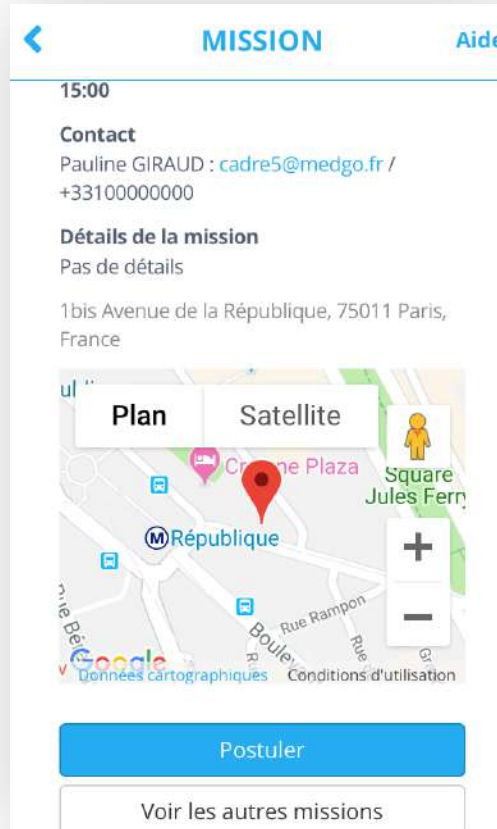 MISSION Aide
15:00
Contact
Pauline GIRAUD : cadre5@medgo.fr /
+33100000000
Détails de la mission
Pas de détails
1bis Avenue de la République, 75011 Paris,
France
Plan Satellite
Plaza
Square
Jules Ferry
M République
Rue Rampon
Google
Données cartographiques Conditions d'utilisation
Postuler
Voir les autres missions